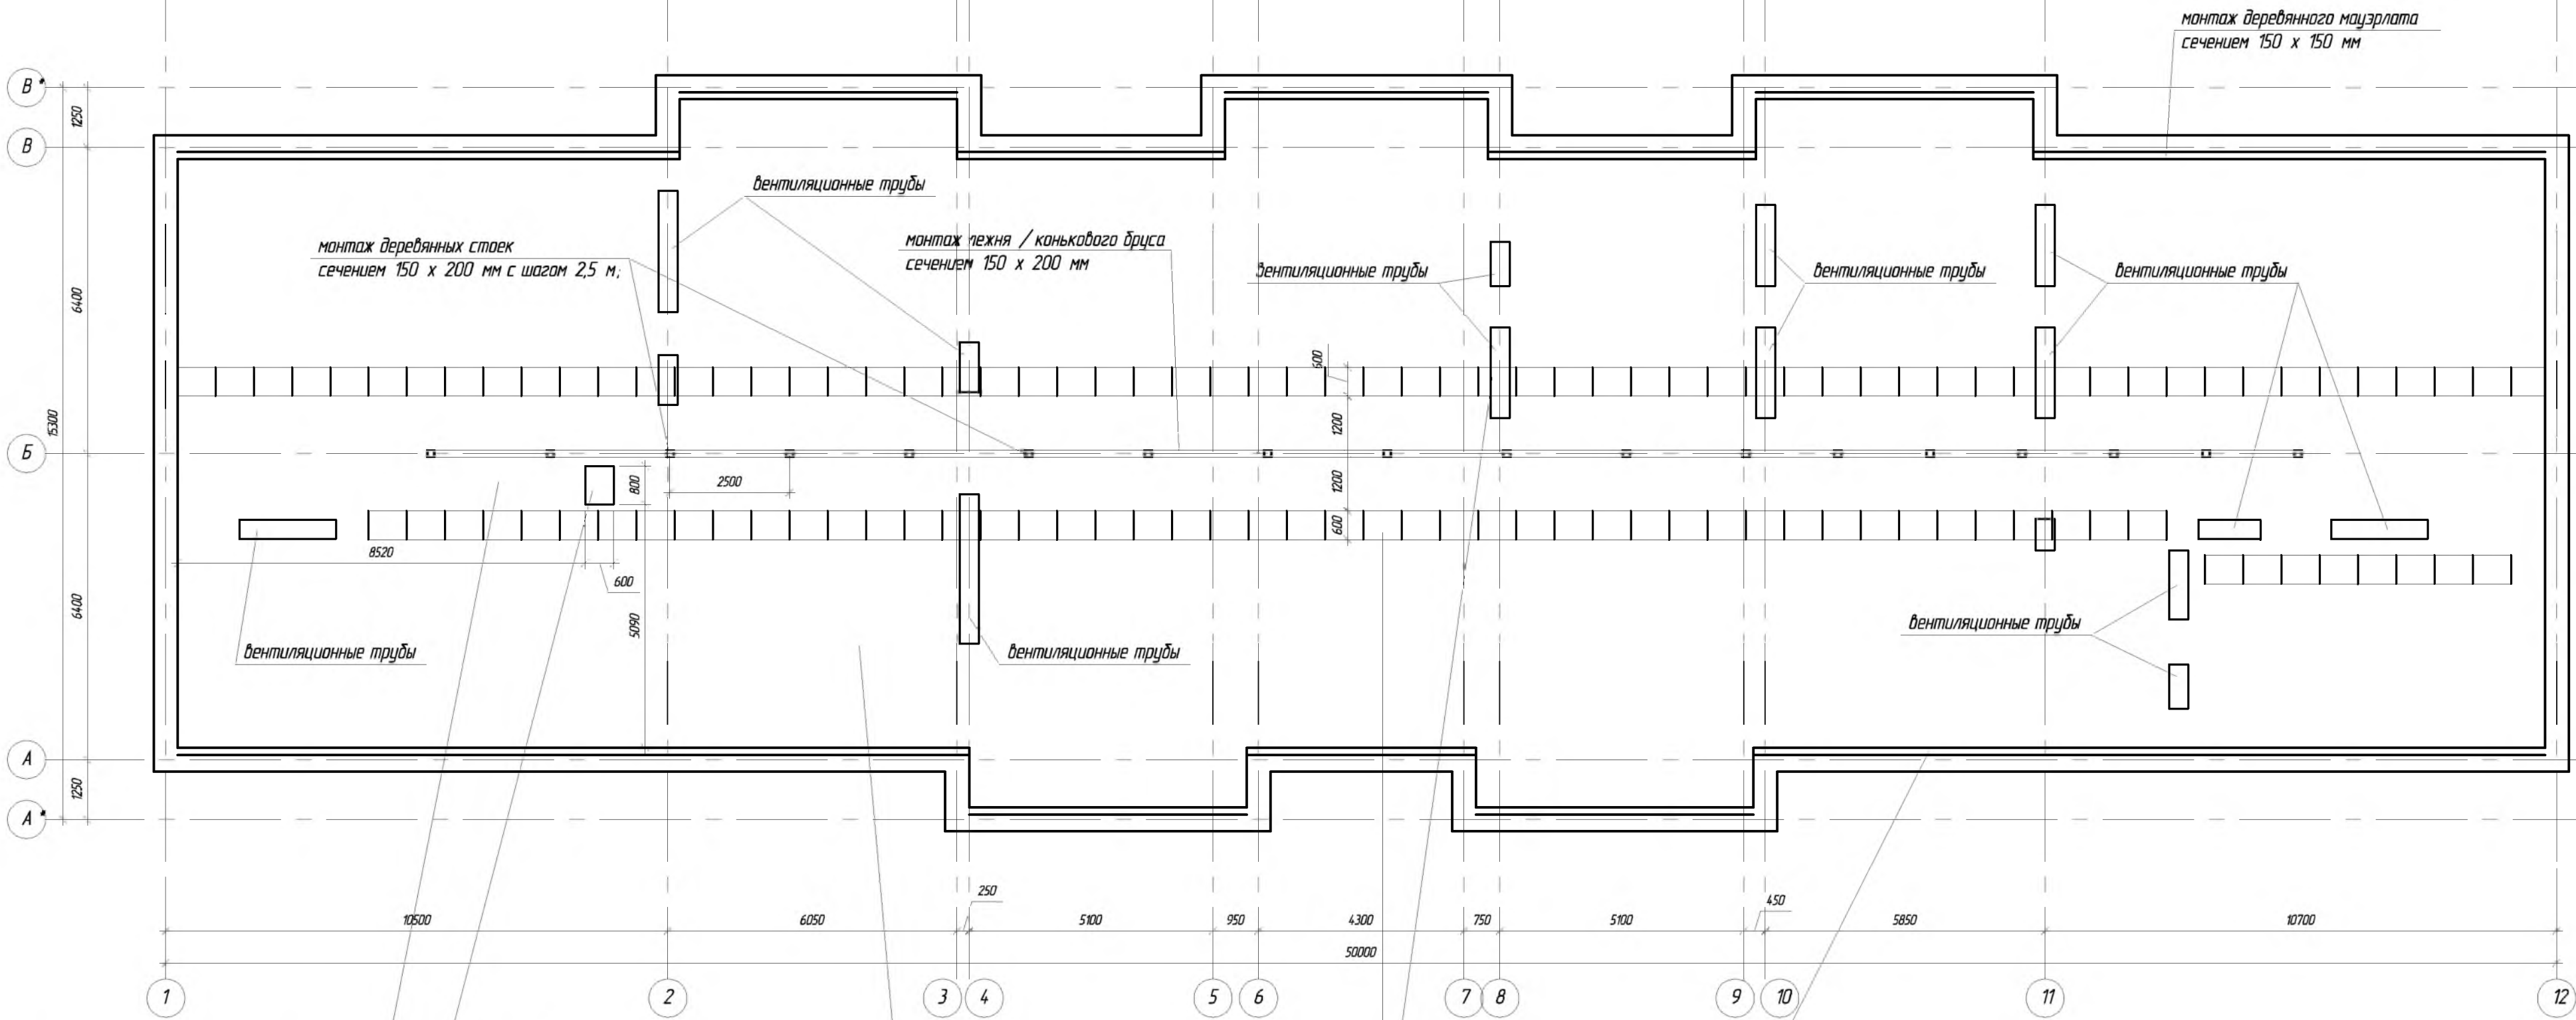 монтаж деревянного мауэрлата
сечением 150 x 150 мм
В*
1250
В
вентиляционные трубы
монтаж деревянных стоек
сечением 150 x 200 мм с шагом 2,5 м;
монтаж лежня / конькового бруса
сечением 150 x 200 мм
вентиляционные трубы
вентиляционные трубы
вентиляционные трубы
6400
600
15300
1200
Б
800
2500
1200
600
8520
600
6400
5090
вентиляционные трубы
вентиляционные трубы
вентиляционные трубы
А
1250
А*
250
450
10500
6050
5100
950
4300
750
5100
5850
10700
50000
1
2
3
4
5
6
7
8
9
10
11
12